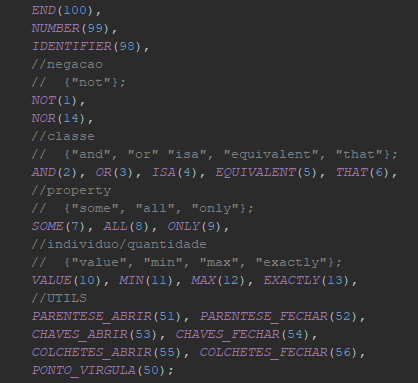 END(100),
NUMBER(99),
IDENTIFIER(98),
//negacao
//  {"not"};
NOT(1),
NOR(14),
//classe
//  {"and", "or" "isa", "equivalent", "that"};
AND(2), OR(3), ISA(4), EQUIVALENT(5), THAT(6),
//property
//  {"some", "all", "only"};
SOME(7), ALL(8), ONLY(9),
//individuo/quantidade
//  {"value", "min", "max", "exactly"};
VALUE(10), MIN(11), MAX(12), EXACTLY(13),
//UTILS
PARENTESE_ABRIR(51), PARENTESE_FECHAR(52),
CHAVES_ABRIR(53), CHAVES_FECHAR(54),
COLCHETES_ABRIR(55), COLCHETES_FECHAR(56),
PONTO_VIRGULA(50);